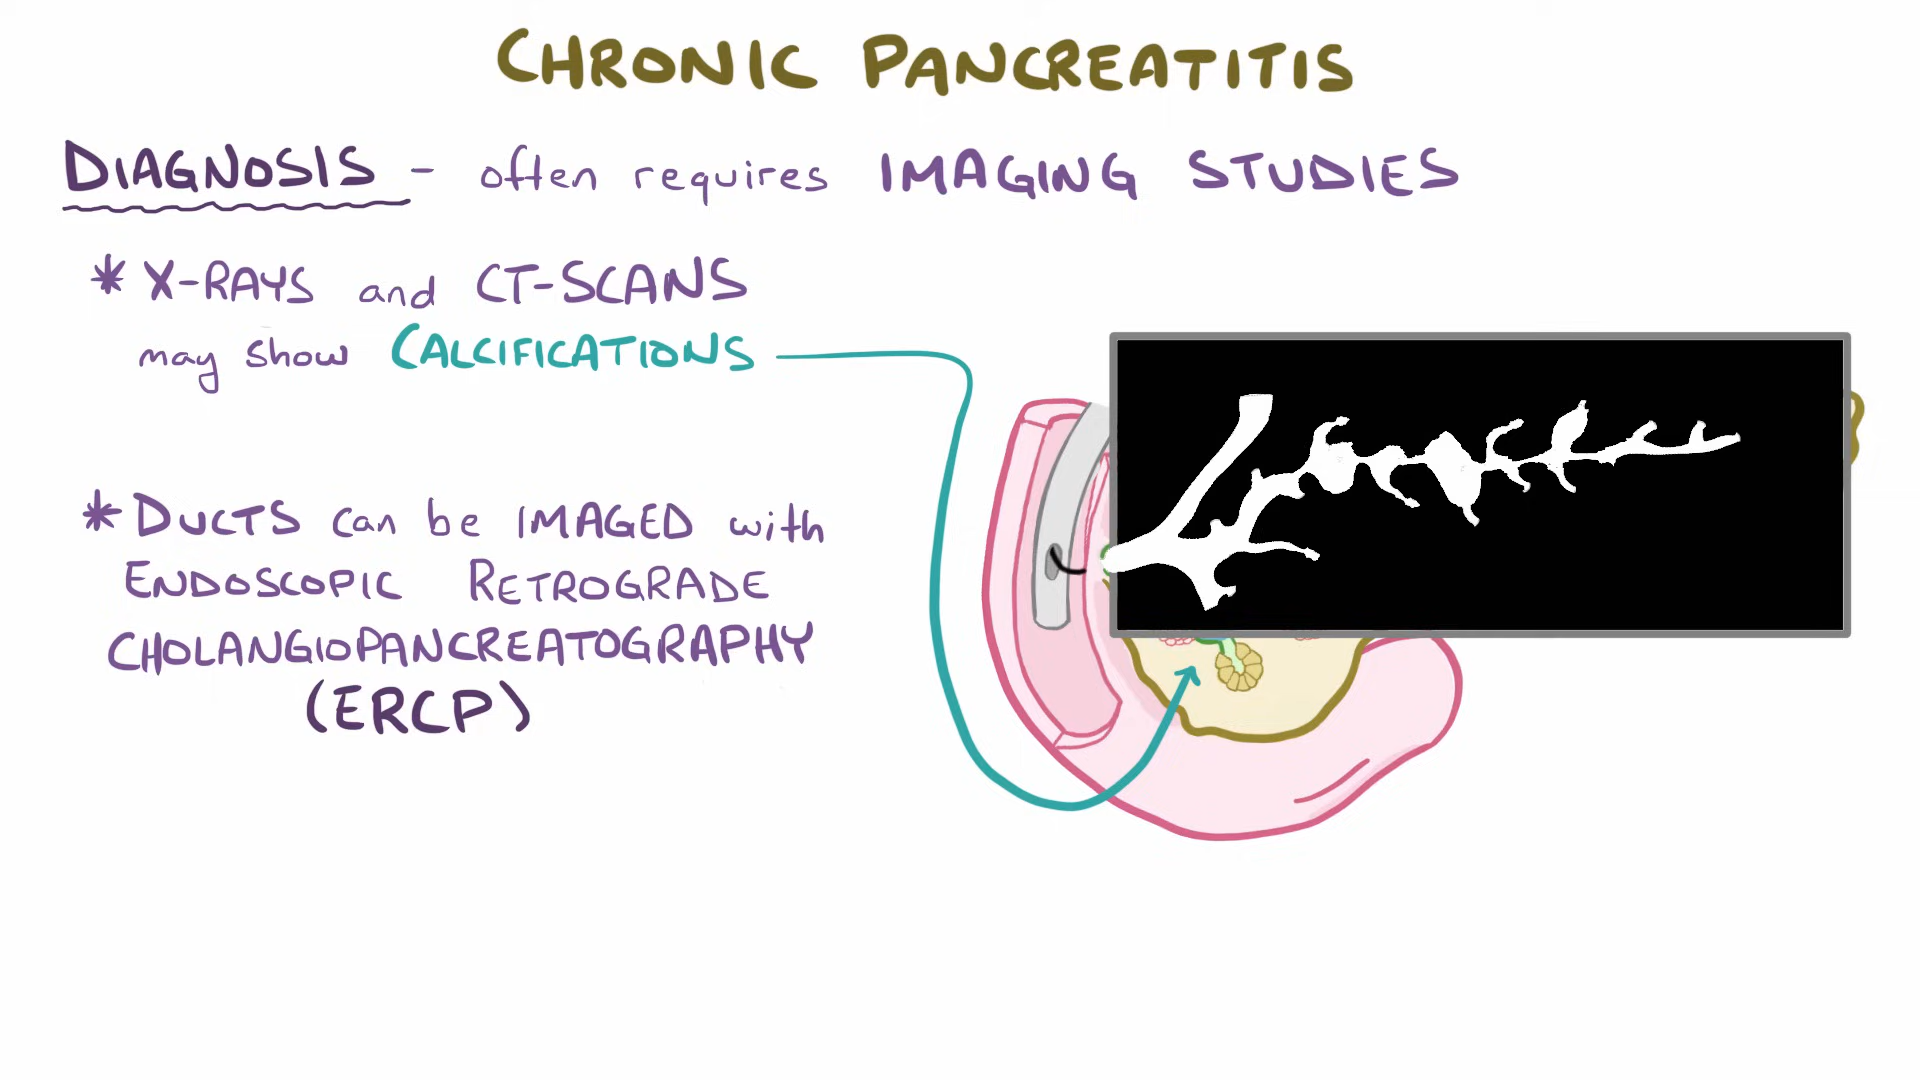 CHRONIC PANCREATITIS
DIAGNOSIS - often requires IMAGING STUDIES
* X-RAYS and CT-SCANS
may show CALCIFICATIONS
* DUCTS can be IMAGED with
ENDOSCOPIC RETROGRADE
CHOLANGIOPANCREATOGRAPHY
(ERCP)